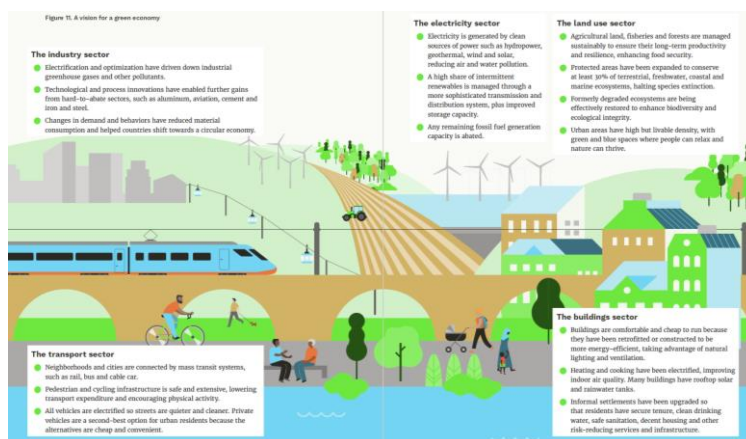 Figure 11. A vision for a green economy
The industry sector
Electrification and optimization have driven down industrial
greenhouse gases and other pollutants.
Technological and process innovations have enabled further gains
from hard-to-abate sectors, such as aluminum, aviation, cement and
iron and steel.
Changes in demand and behaviors have reduced material
consumption and helped countries shift towards a circular economy.
The electricity sector
Electricity is generated by clean
sources of power such as hydropower,
geothermal, wind and solar,
reducing air and water pollution.
A high share of intermittent
renewables is managed through a
more sophisticated transmission and
distribution system, plus improved
storage capacity.
Any remaining fossil fuel generation
capacity is abated.
The land use sector
Agricultural land, fisheries and forests are managed
sustainably to ensure their long-term productivity
and resilience, enhancing food security.
Protected areas have been expanded to conserve
at least 30% of terrestrial, freshwater, coastal and
marine ecosystems, halting species extinction.
Formerly degraded ecosystems are being
effectively restored to enhance biodiversity and
ecological integrity.
Urban areas have high but livable density, with
green and blue spaces where people can relax and
nature can thrive.
The transport sector
Neighborhoods and cities are connected by mass transit systems,
such as rail, bus and cable car.
Pedestrian and cycling infrastructure is safe and extensive, lowering
transport expenditure and encouraging physical activity.
All vehicles are electrified so streets are quieter and cleaner. Private
vehicles are a second-best option for urban residents because the
alternatives are cheap and convenient.
The buildings sector
Buildings are comfortable and cheap to run because
they have been retrofitted or constructed to be
more energy-efficient, taking advantage of natural
lighting and ventilation.
Heating and cooking have been electrified, improving
indoor air quality. Many buildings have rooftop solar
and rainwater tanks.
Informal settlements have been upgraded so
that residents have secure tenure, clean drinking
water, safe sanitation, decent housing and other
risk-reducing services and infrastructure.